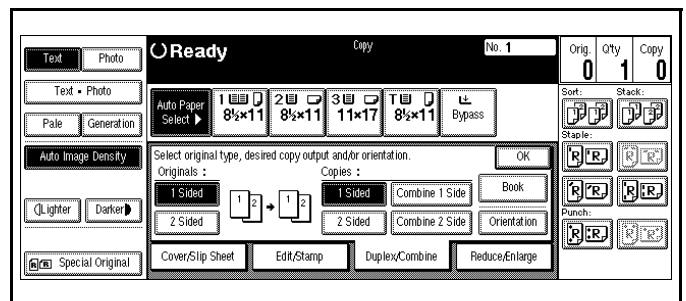 Text Photo
Text • Photo
Pale Generation
Auto Image Density
Lighter Darker
Special Original
Ready
Copy
No. 1
Auto Paper
Select ▶
1
8½×11
2
8½×11
3
11×17
T
8½×11
Bypass
Select original type, desired copy output and/or orientation.
OK
Originals :
Copies :
1 Sided
2 Sided
1 2 → 1 2
1 Sided Combine 1 Side
2 Sided Combine 2 Side
Book
Orientation
Cover/Slip Sheet Edit/Stamp Duplex/Combine Reduce/Enlarge
Orig. Q'ty Copy
0 1 0
Sort: Stack:
Staple:
R R R R
R R R R
Punch:
R R R R